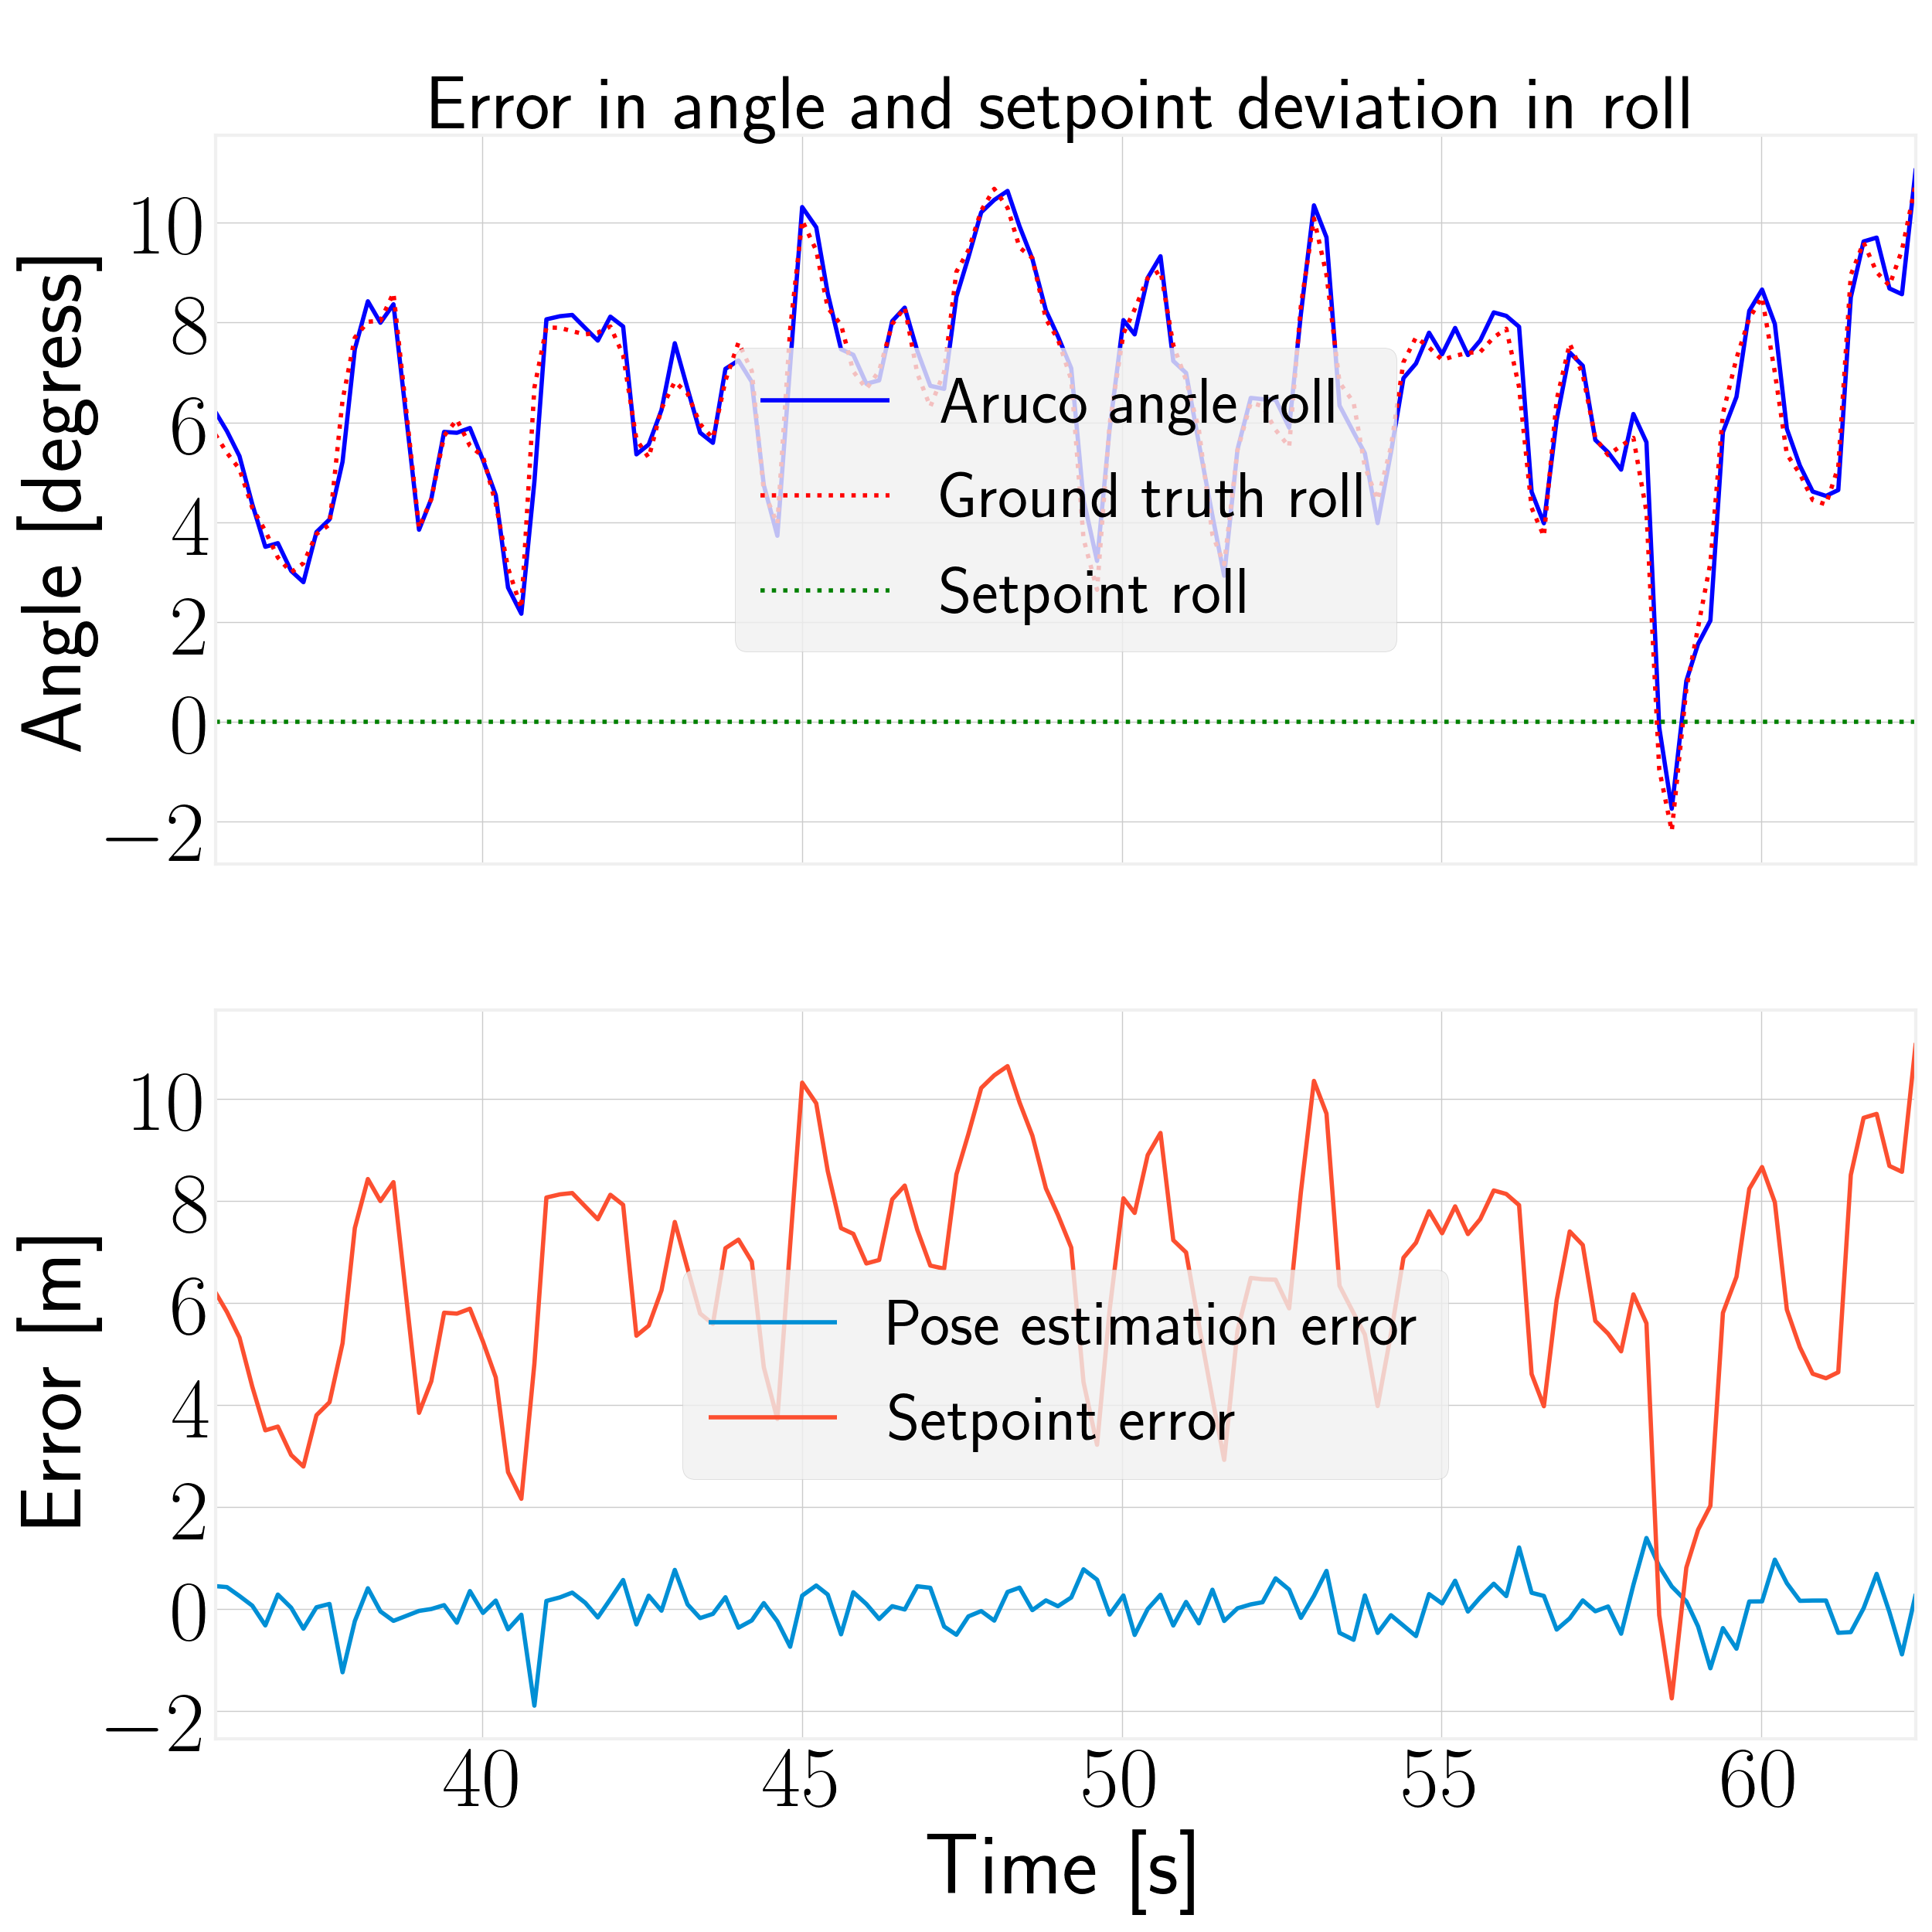 Error in angle and setpoint deviation in roll
Angle [degress]
10
8
6
4
2
0
−2
Aruco angle roll
Ground truth roll
Setpoint roll
Error [m]
10
8
6
4
2
0
−2
Pose estimation error
Setpoint error
40 45 50 55 60
Time [s]